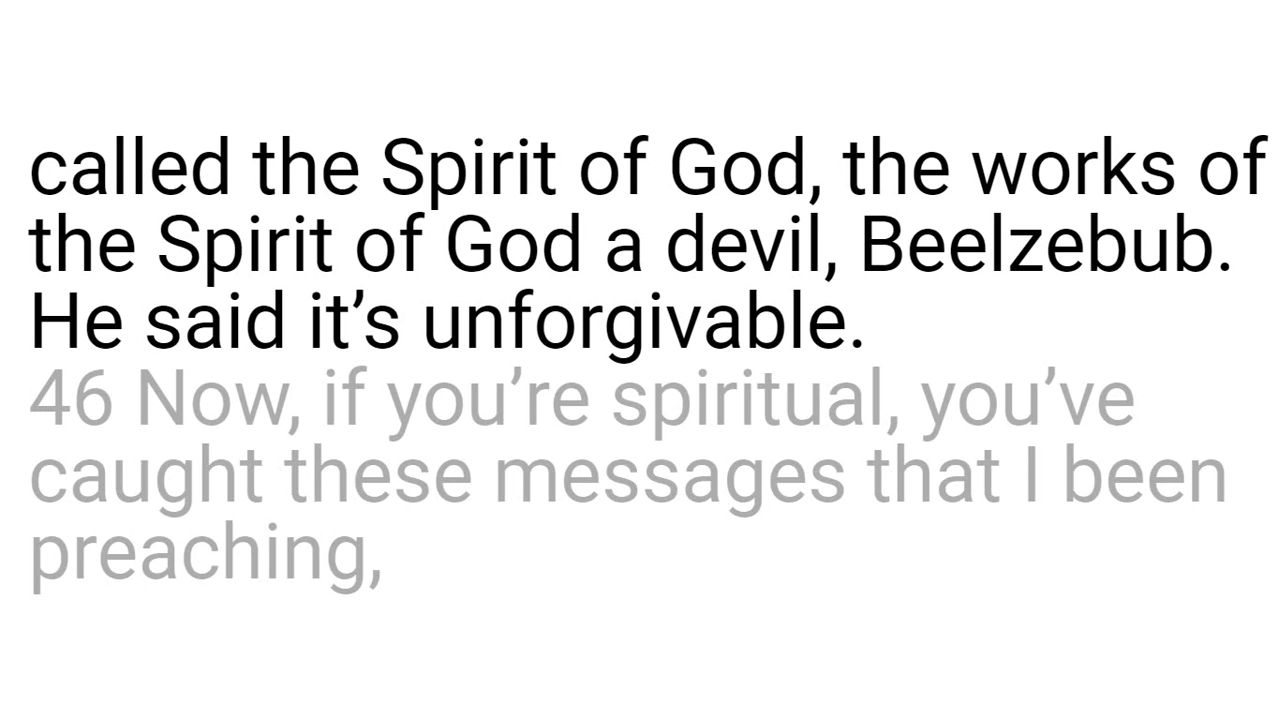 called the Spirit of God, the works of
the Spirit of God a devil, Beelzebub.
He said it’s unforgivable.
46 Now, if you’re spiritual, you’ve
caught these messages that I been
preaching,